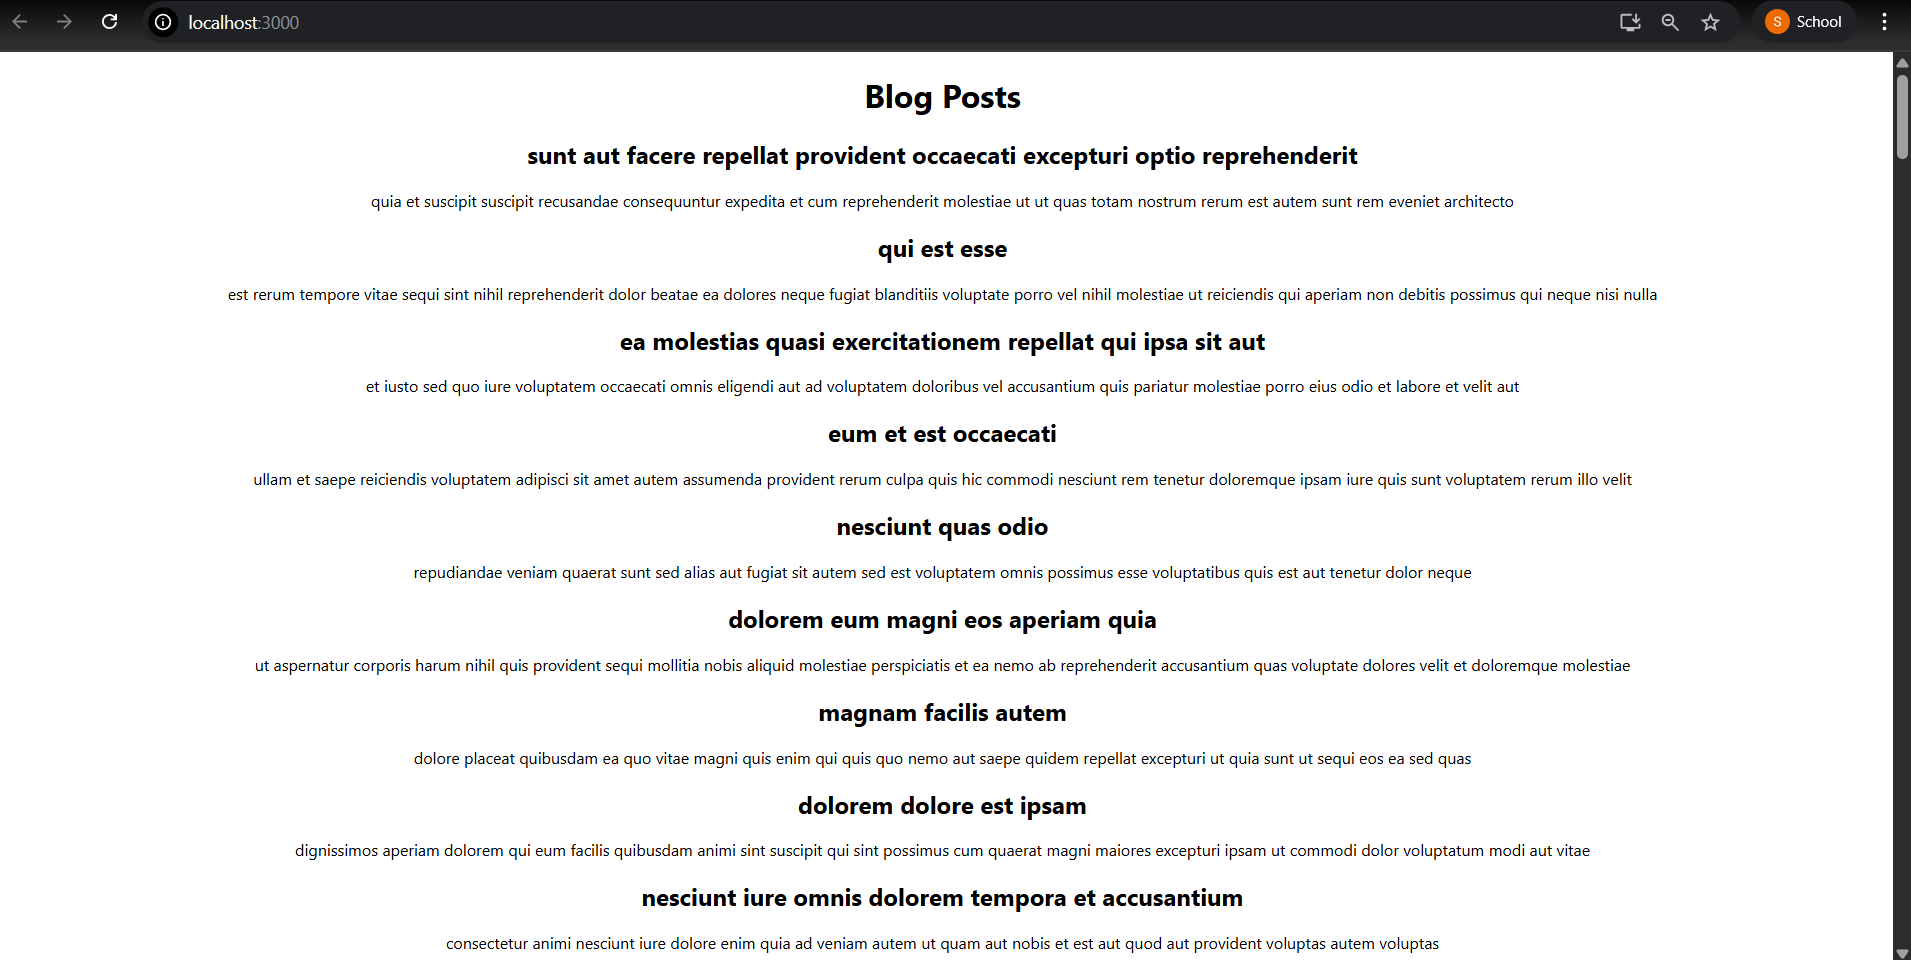 localhost:3000
S School
Blog Posts
sunt aut facere repellat provident occaecati excepturi optio reprehenderit
quia et suscipit suscipit recusandae consequuntur expedita et cum reprehenderit molestiae ut ut quas totam nostrum rerum est autem sunt rem eveniet architecto
qui est esse
est rerum tempore vitae sequi sint nihil reprehenderit dolor beatae ea dolores neque fugiat blanditiis voluptate porro vel nihil molestiae ut reiciendis qui aperiam non debitis possimus qui neque nisi nulla
ea molestias quasi exercitationem repellat qui ipsa sit aut
et iusto sed quo iure voluptatem occaecati omnis eligendi aut ad voluptatem doloribus vel accusantium quis pariatur molestiae porro eius odio et labore et velit aut
eum et est occaecati
ullam et saepe reiciendis voluptatem adipisci sit amet autem assumenda provident rerum culpa quis hic commodi nesciunt rem tenetur doloremque ipsam iure quis sunt voluptatem rerum illo velit
nesciunt quas odio
repudiandae veniam quaerat sunt sed alias aut fugiat sit autem sed est voluptatem omnis possimus esse voluptatibus quis est aut tenetur dolor neque
dolorem eum magni eos aperiam quia
ut aspernatur corporis harum nihil quis provident sequi mollitia nobis aliquid molestiae perspiciatis et ea nemo ab reprehenderit accusantium quas voluptate dolores velit et doloremque molestiae
magnam facilis autem
dolore placeat quibusdam ea quo vitae magni quis enim qui quis quo nemo aut saepe quidem repellat excepturi ut quia sunt ut sequi eos ea sed quas
dolorem dolore est ipsam
dignissimos aperiam dolorem qui eum facilis quibusdam animi sint suscipit qui sint possimus cum quaerat magni maiores excepturi ipsam ut commodi dolor voluptatum modi aut vitae
nesciunt iure omnis dolorem tempora et accusantium
consectetur animi nesciunt iure dolore enim quia ad veniam autem ut quam aut nobis et est aut quod aut provident voluptas autem voluptas